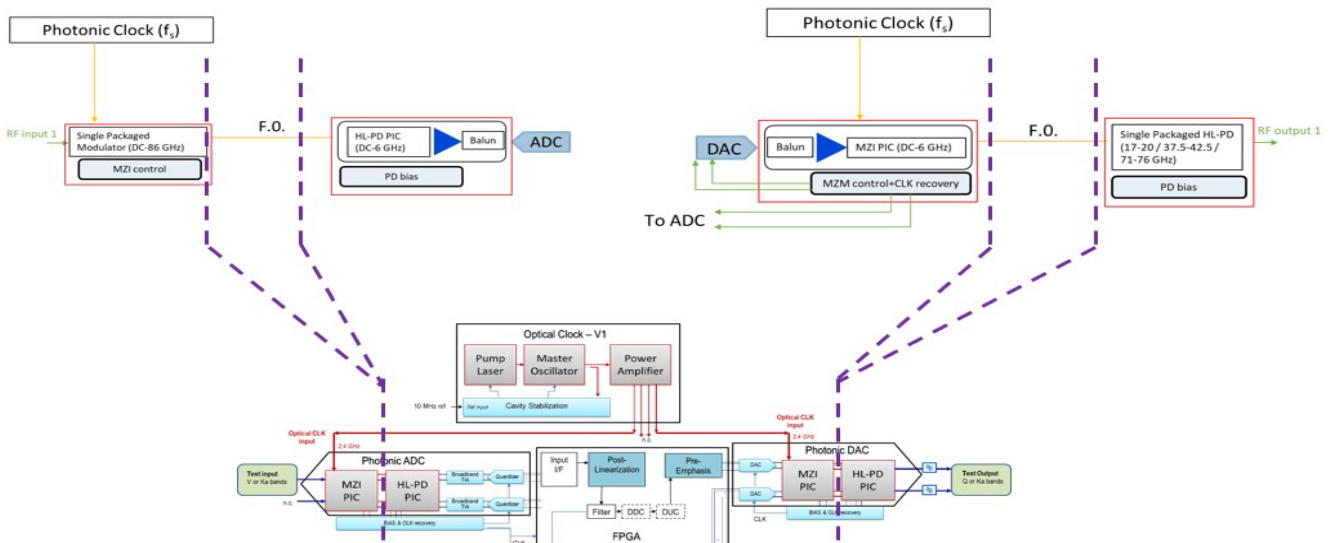 Photonic Clock (fs)
RF input 1
Single Packaged
Modulator (DC-86 GHz)
MZI control
F.O.
HL-PD PIC
(DC-6 GHz)
Balun
PD bias
ADC
Photonic Clock (fs)
DAC
Balun
MZI PIC (DC-6 GHz)
MZM control+CLK recovery
To ADC
F.O.
Single Packaged HL-PD
(17-20 / 37.5-42.5 /
71-76 GHz)
PD bias
RF output 1
Optical Clock – V1
Pump
Laser
Master
Oscillator
Power
Amplifier
10 MHz ref.
Ref input
Cavity Stabilization
n.c.
Optical CLK
input
2,4 GHz
Photonic ADC
Test input
V or Ka bands
n.c.
MZI
PIC
HL-PD
PIC
Broadband
TIA
Quantizer
Broadband
TIA
Quantizer
BIAS & CLK recovery
CLK
Input
I/F
Post-
Linearization
Pre-
Emphasis
Filter
DDC
DUC
FPGA
Optical CLK
input
2,4 GHz
Photonic DAC
DAC
DAC
MZI
PIC
HL-PD
PIC
CLK
BIAS & CLK recovery
Test Output
Q or Ka bands